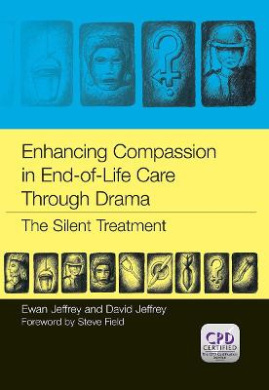 Enhancing Compassion
in End-of-Life Care
Through Drama
The Silent Treatment
Ewan Jeffrey and David Jeffrey
Foreword by Steve Field
CPD
CERTIFIED